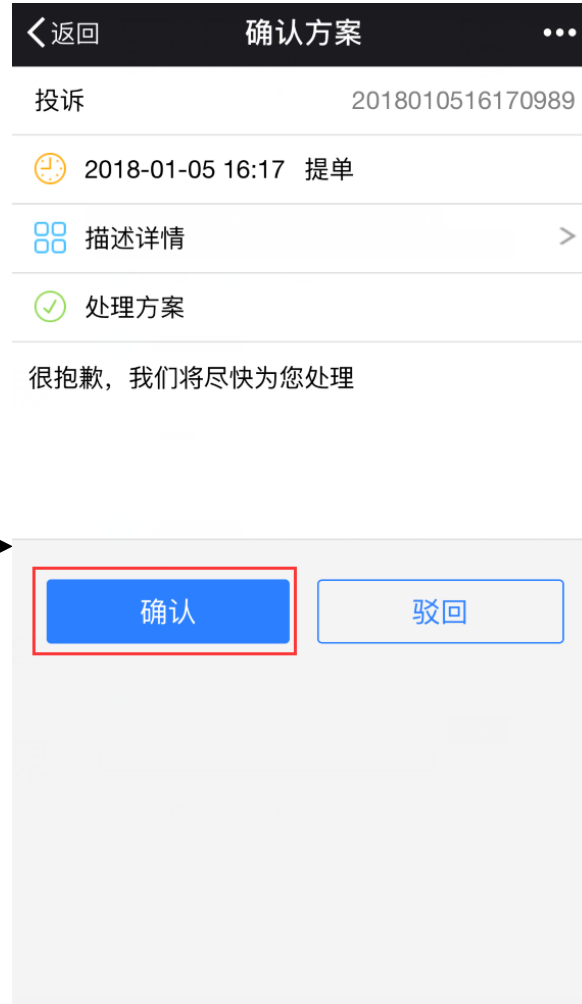 返回 确认方案
投诉 2018010516170989
2018-01-05 16:17 提单
描述详情
处理方案
很抱歉，我们将尽快为您处理
确认 驳回